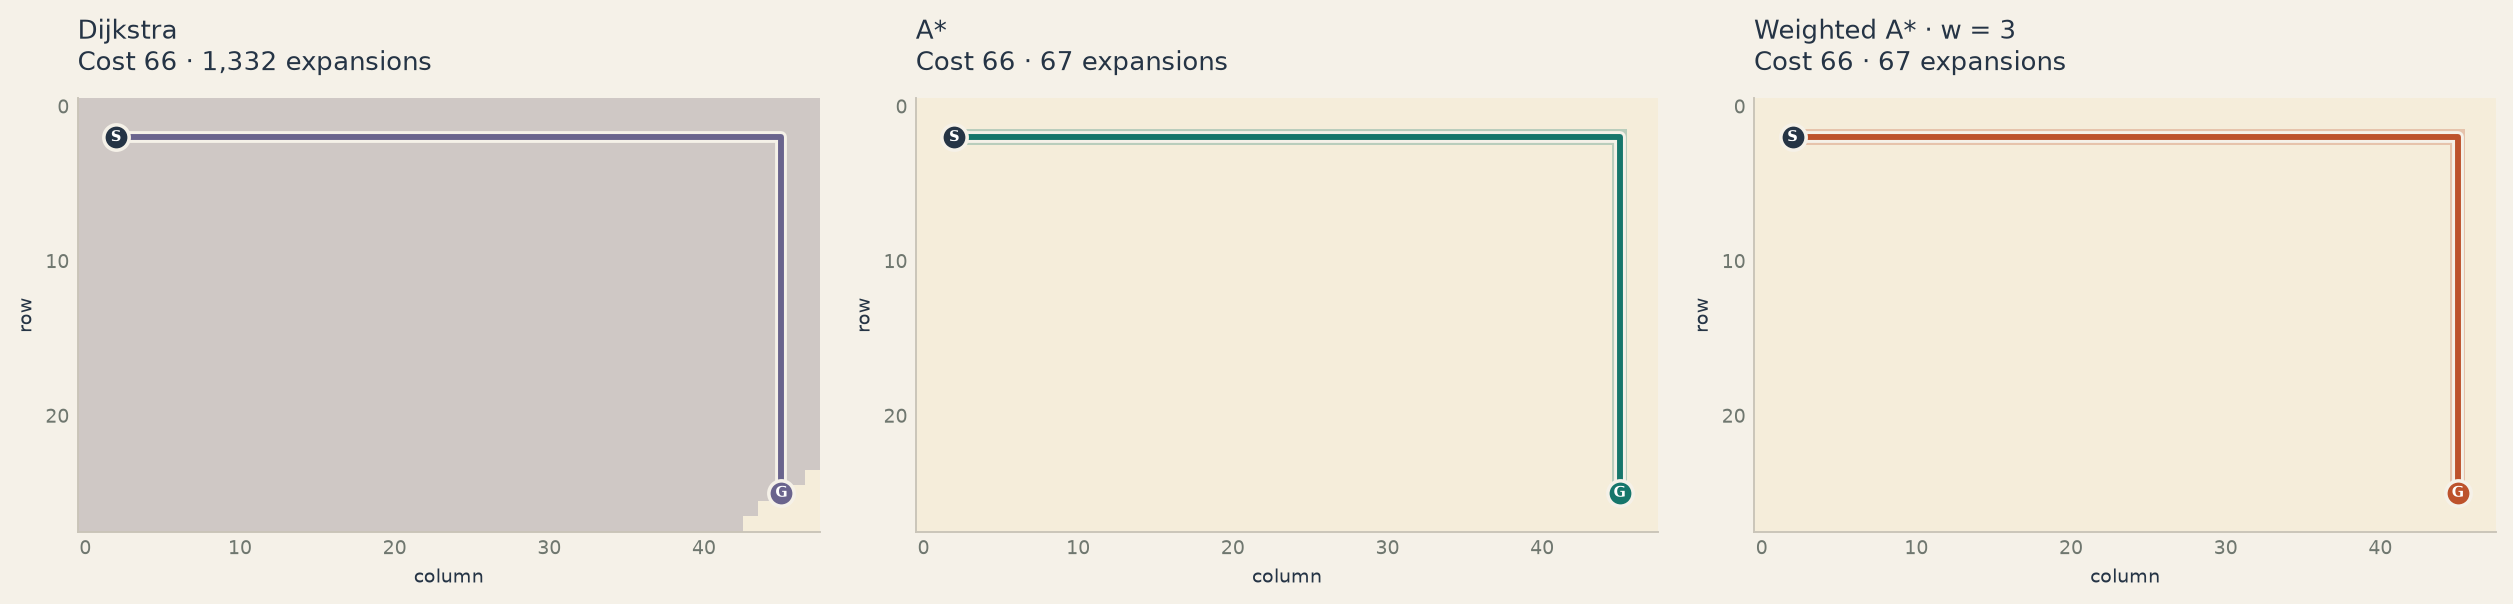 Dijkstra
Cost 66 · 1,332 expansions
0
10
20
row
S
G
0 10 20 30 40
column
A*
Cost 66 · 67 expansions
0
10
20
row
S
G
0 10 20 30 40
column
Weighted A* · w = 3
Cost 66 · 67 expansions
0
10
20
row
S
G
0 10 20 30 40
column